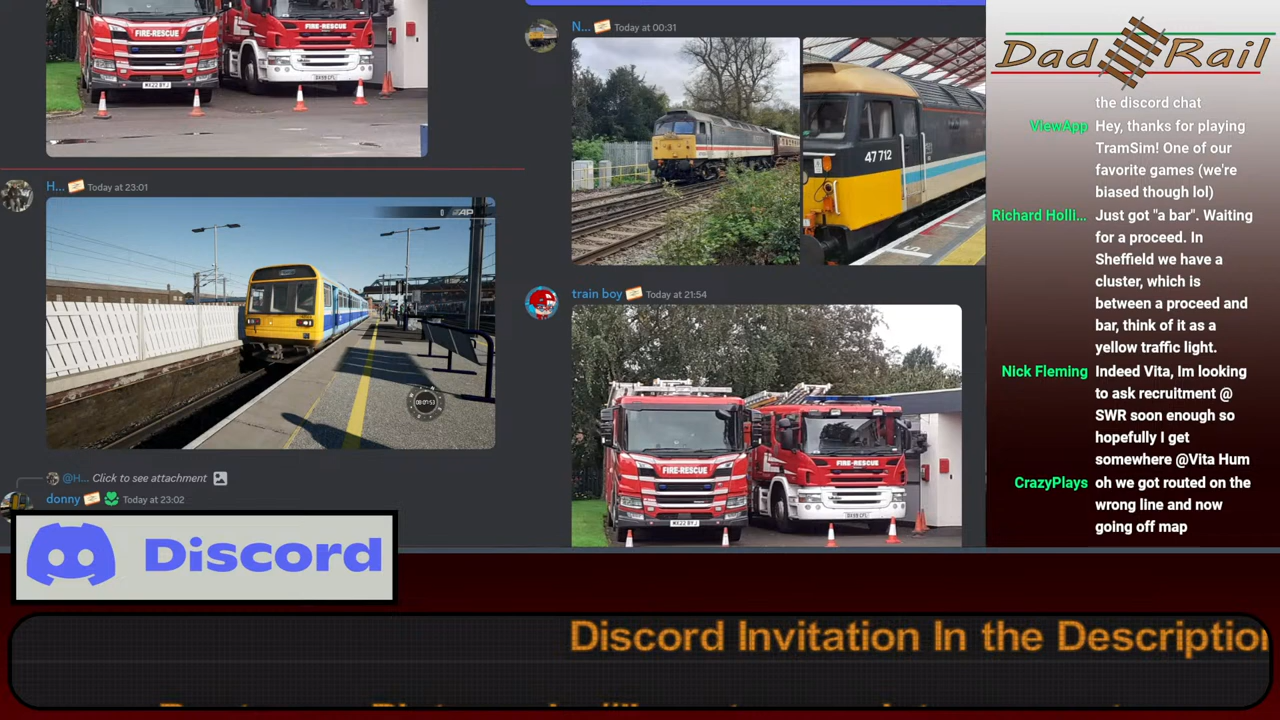 FIRE-RESCUE
FIRE-RESCUE
MX22 BYJ
H... Today at 23:01
@H... Click to see attachment
donny Today at 23:02
Discord
N... Today at 00:31
47 712
train boy Today at 21:54
FIRE-RESCUE
FIRE-RESCUE
MX22 BYJ
Dad Rail
the discord chat
ViewApp Hey, thanks for playing
TramSim! One of our
favorite games (we're
biased though lol)
Richard Holli... Just got "a bar". Waiting
for a proceed. In
Sheffield we have a
cluster, which is
between a proceed and
bar, think of it as a
yellow traffic light.
Nick Fleming Indeed Vita, Im looking
to ask recruitment @
SWR soon enough so
hopefully I get
somewhere @Vita Hum
CrazyPlays oh we got routed on the
wrong line and now
going off map
Discord Invitation In the Description